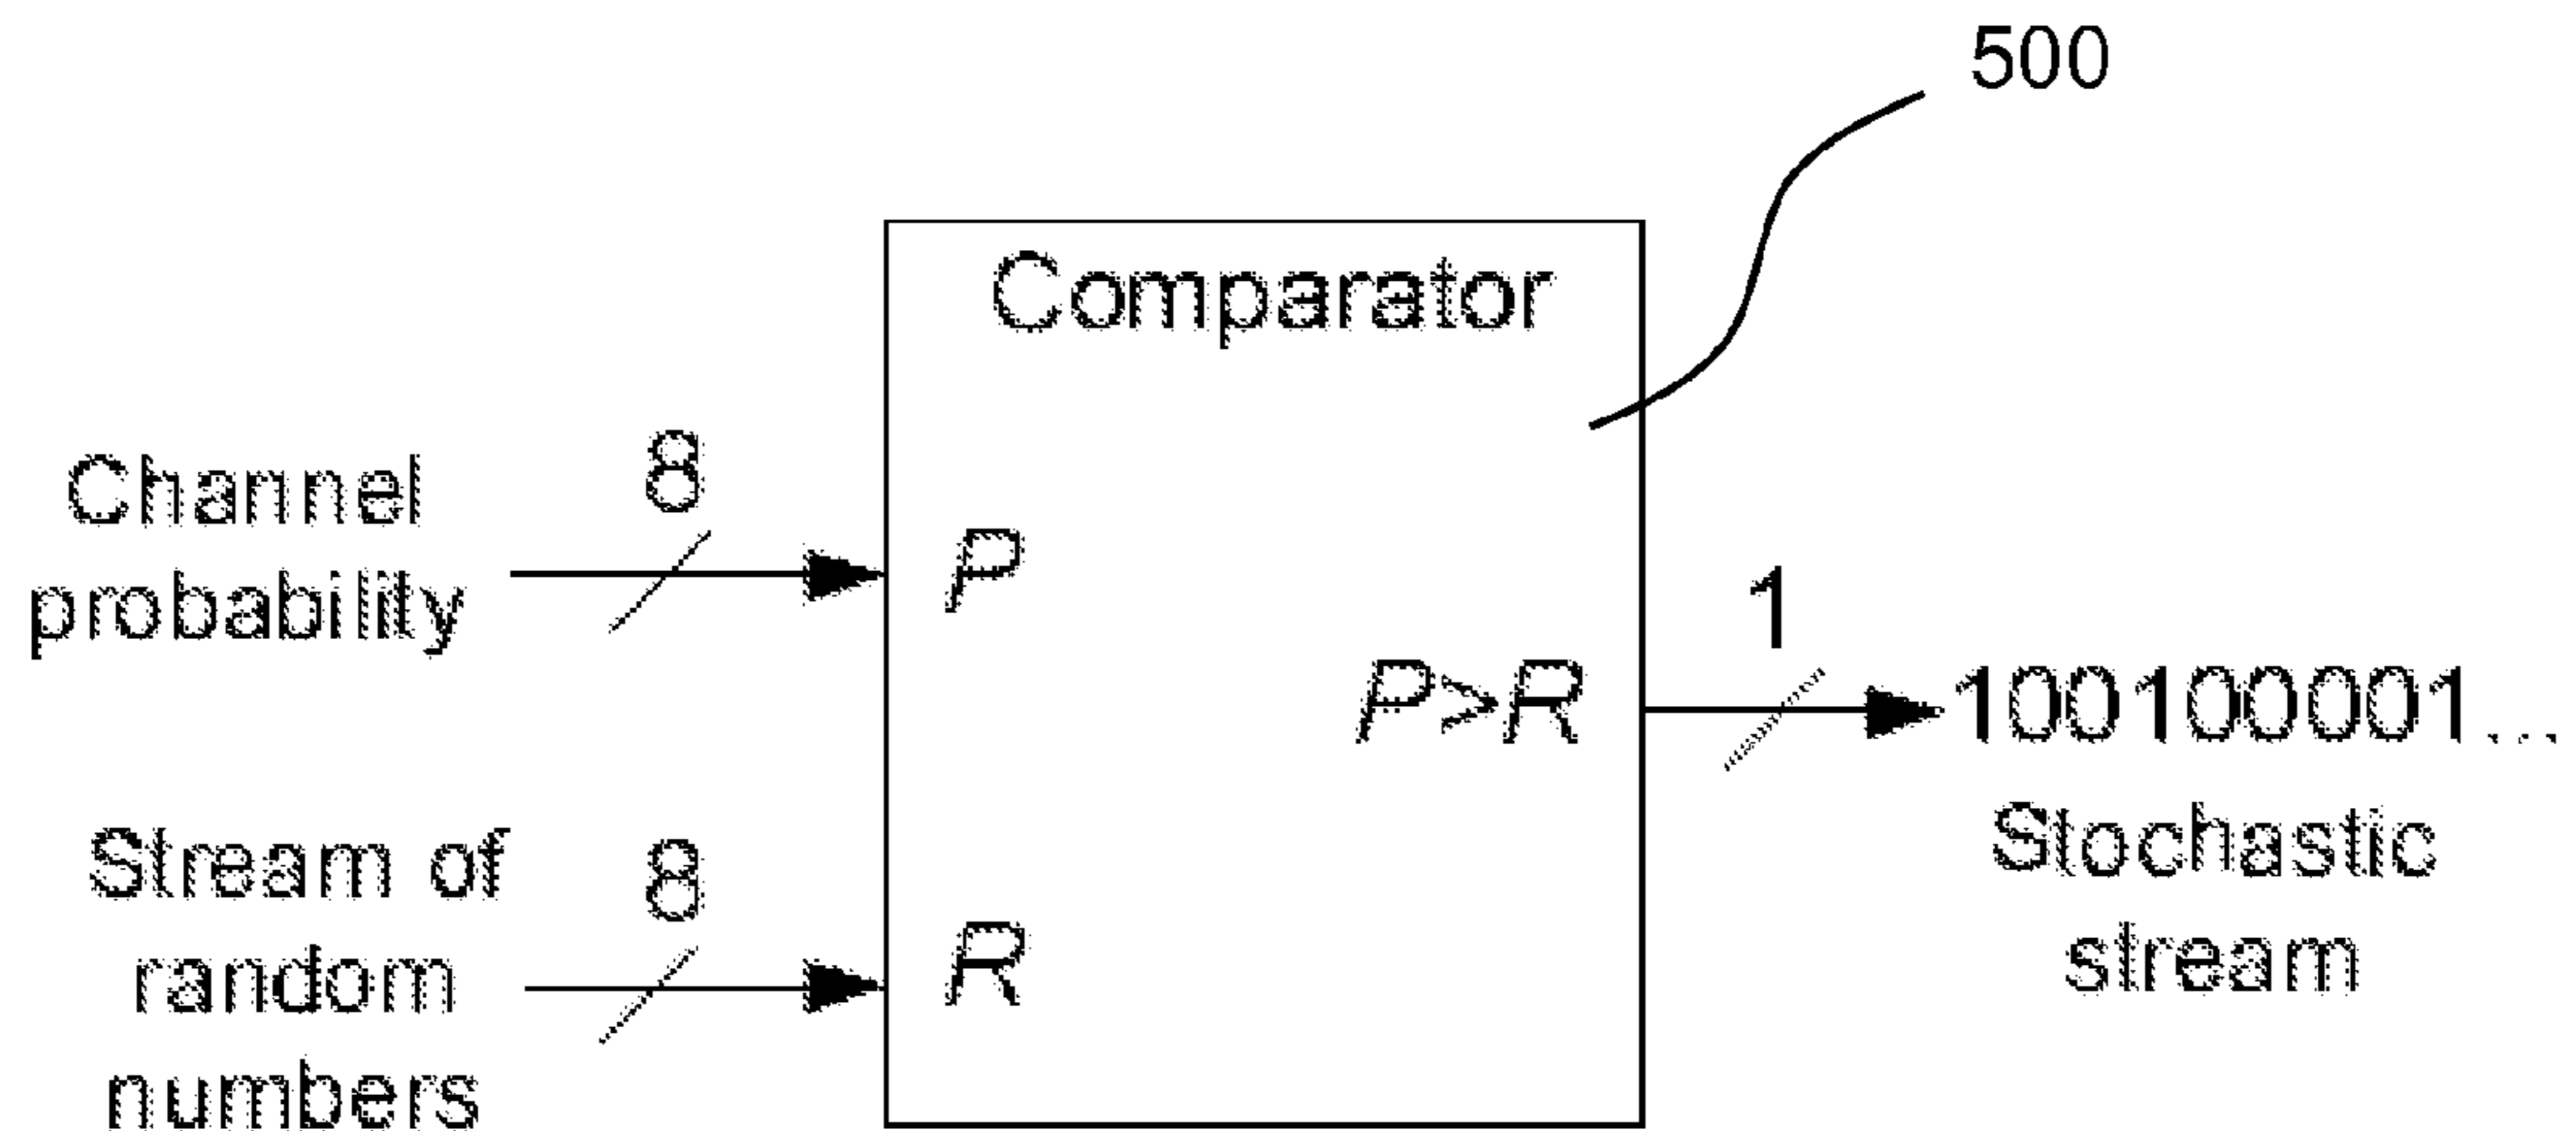 500
Comparator
Channel
probability
8
P
P>R
1
100100001...
Stochastic
stream
Stream of
random
numbers
8
R